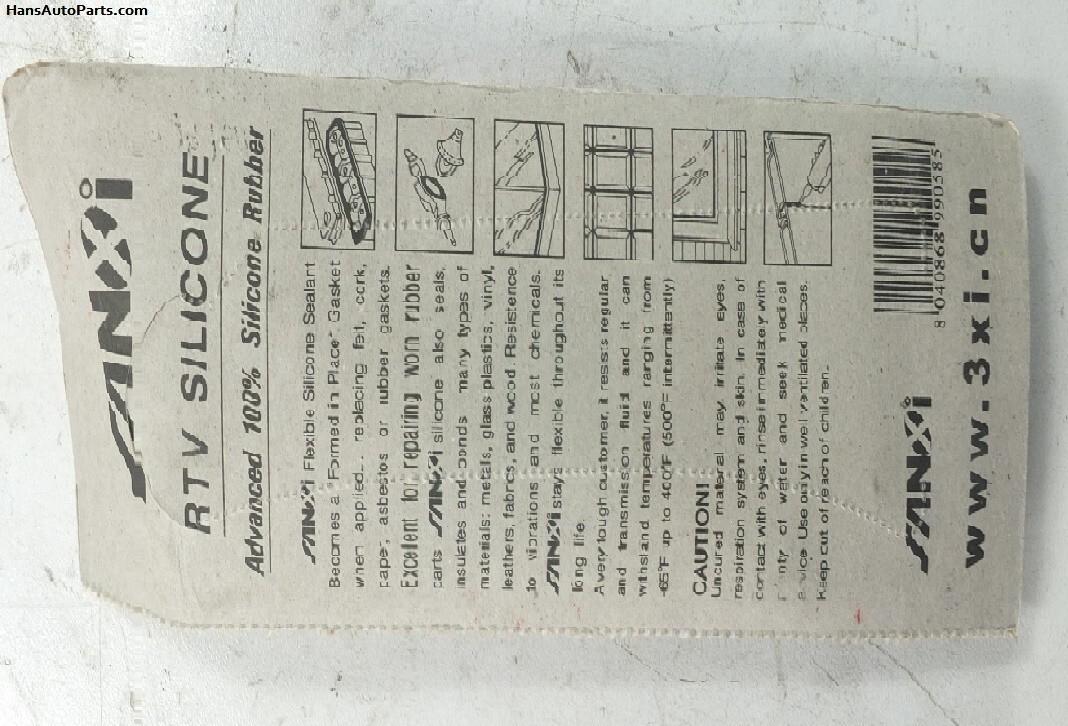 HansAutoParts.com
SANXi
RTV SILICONE
Advanced 100% Silicone Rubber
SANXi Flexible Silicone Sealant
Becomes a "Formed in Place" Gasket
when applied replacing felt, cork,
paper, asbestos or rubber gaskets.
Excellent for repairing worn rubber
parts SANXi silicone also seals,
insulates and bonds many types of
materials: metals, glass plastics, vinyl,
leathers, fabrics, and wood. Resistence
to vibrations and most chemicals.
SANXi stays flexible throughout its
long life.
A very tough customer, it resists regular
and transmission fluid and it can
withsland temperatures ranging from
-65°F up to 460°F (500°= intermittently)
CAUTION!
Uncured material may irritate eyes,
respiration system and skin. In case of
contact with eyes, rinse immediately with
of water and seek medical
Use only in well ventilated places.
Keep out of reach of children.
8 040868 990585
SANXi
www.3xi.cn